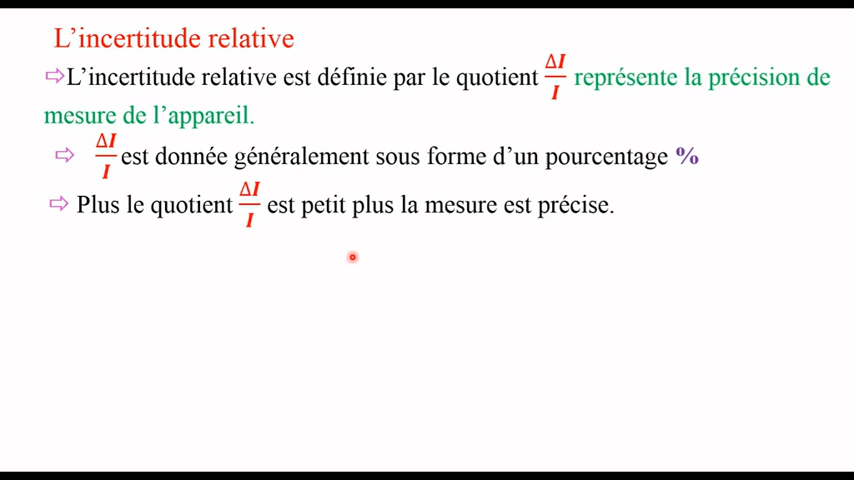 L'incertitude relative
⇨L'incertitude relative est définie par le quotient ΔI/I représente la précision de
mesure de l'appareil.
⇨ ΔI/I est donnée généralement sous forme d'un pourcentage %
⇨ Plus le quotient ΔI/I est petit plus la mesure est précise.